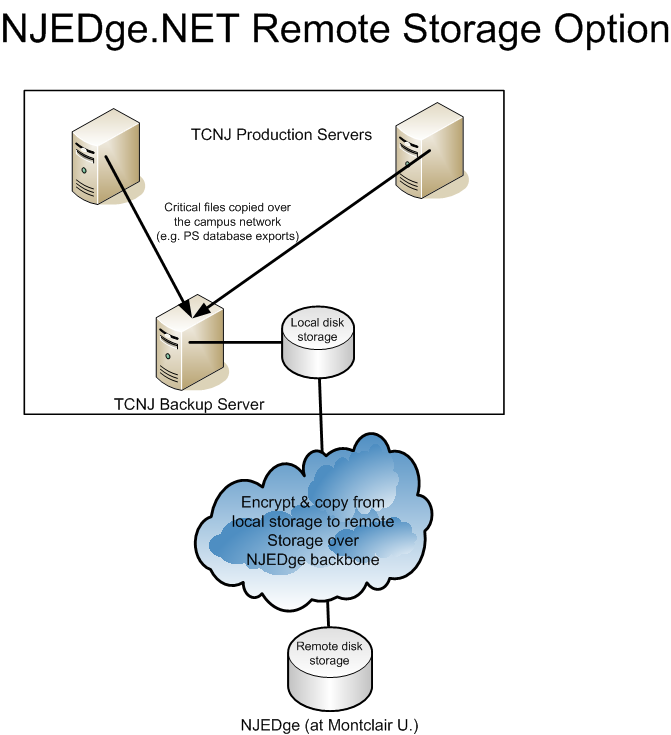 NJEDge.NET Remote Storage Option
TCNJ Production Servers
Critical files copied over
the campus network
(e.g. PS database exports)
Local disk
storage
TCNJ Backup Server
Encrypt & copy from
local storage to remote
Storage over
NJEDge backbone
Remote disk
storage
NJEDge (at Montclair U.)